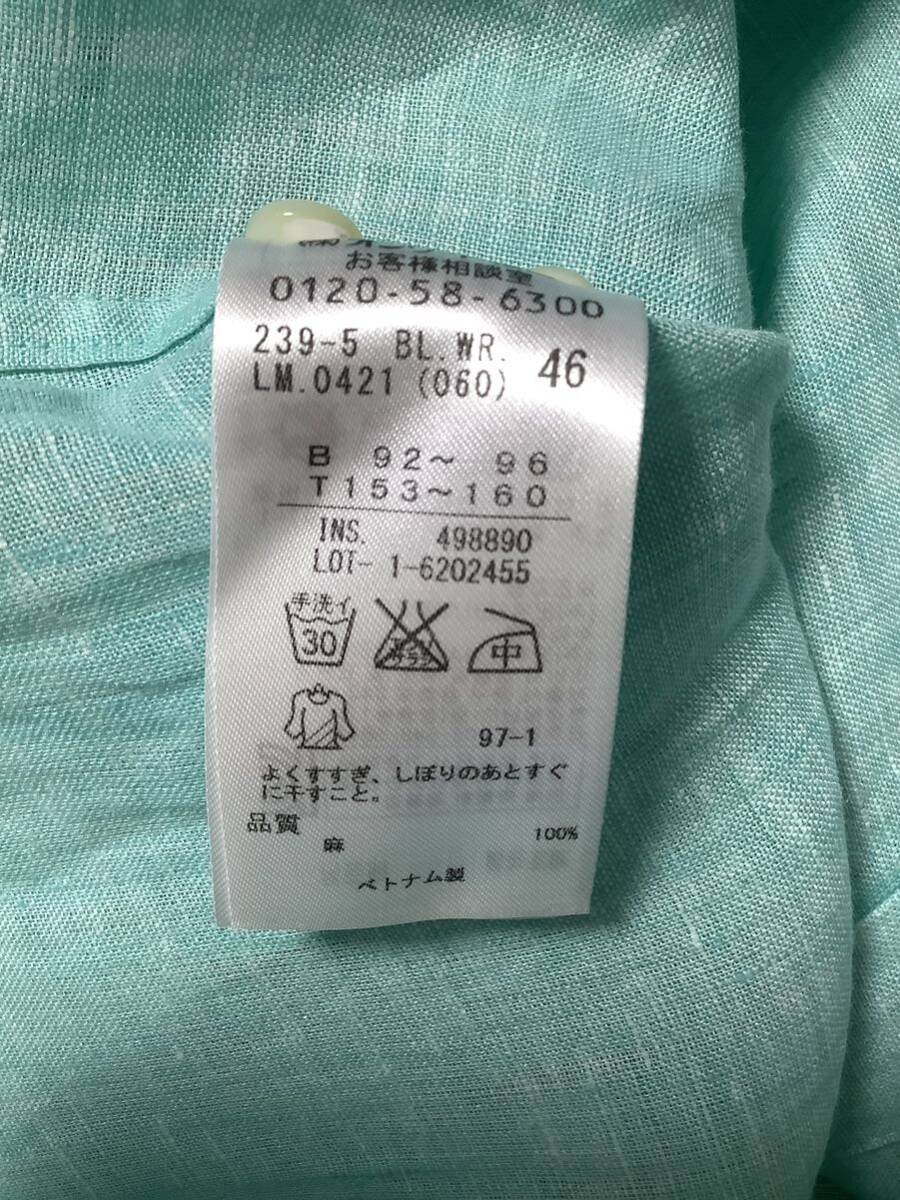 お客様相談室
0120-58-6300
239-5 BL.WR.
LM.0421 (060) 46
B 92～ 96
T 153～160
INS. 498890
LOT- 1-6202455
手洗イ
30
中
97-1
よくすすぎ、しぼりのあとすぐ
に干すこと。
品質
麻 100%
ベトナム製